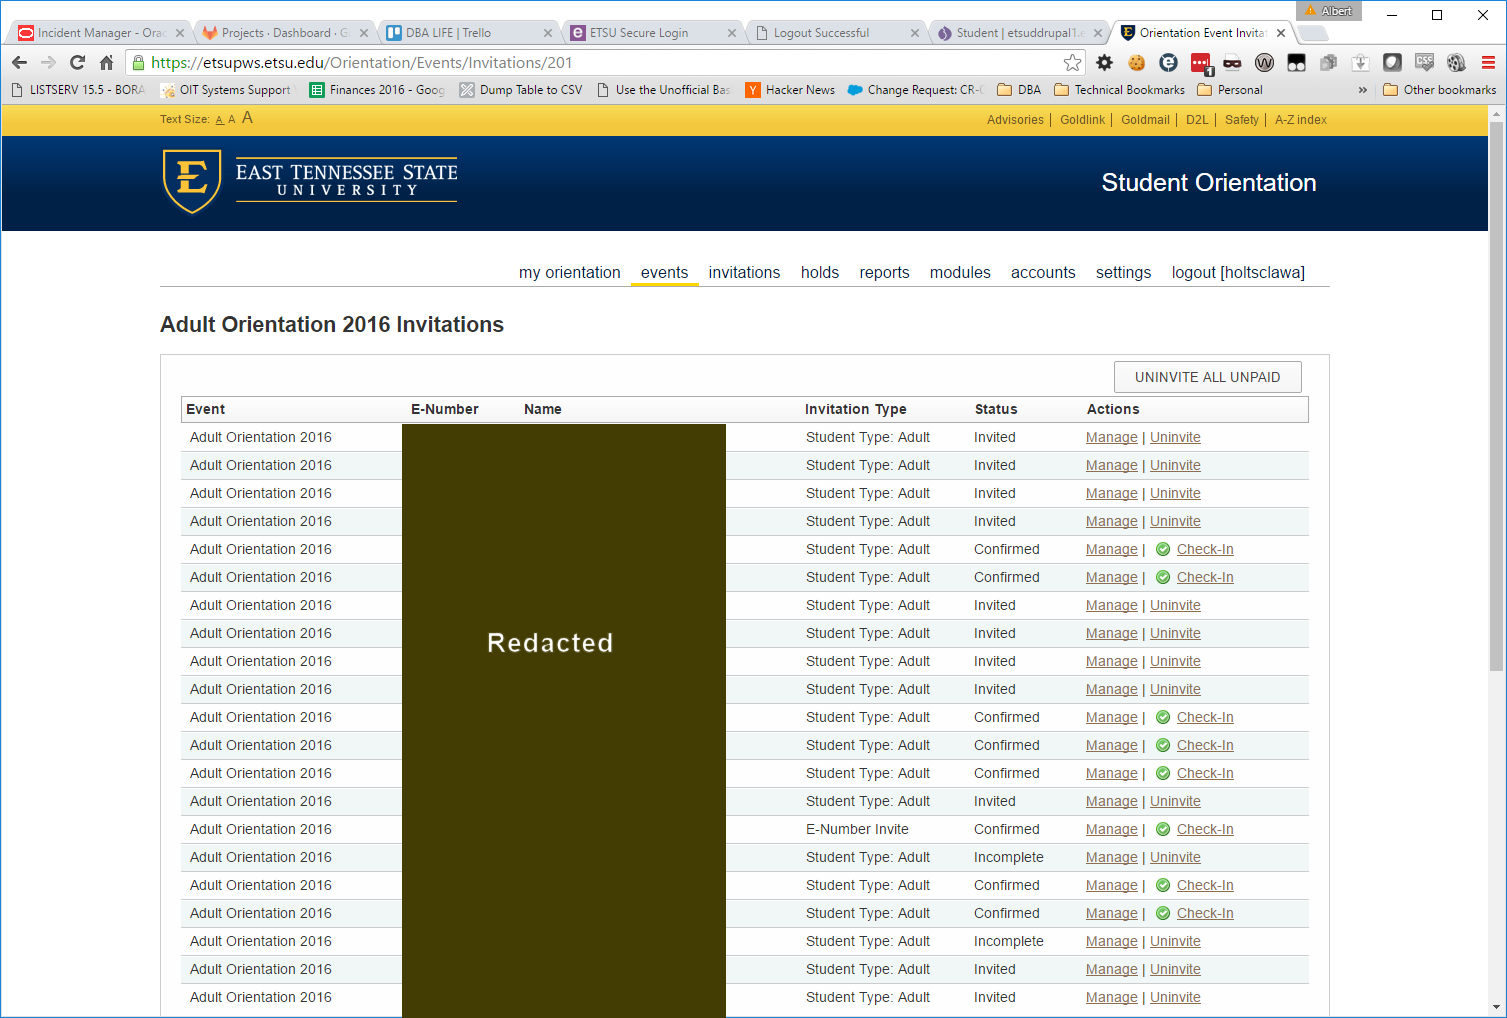 Albert
Incident Manager - Orac
Projects · Dashboard · G
DBA LIFE | Trello
ETSU Secure Login
Logout Successful
Student | etsuddrupal1.e
Orientation Event Invitat
https://etsupws.etsu.edu/Orientation/Events/Invitations/201
LISTSERV 15.5 - BORA OIT Systems Support Finances 2016 - Goog Dump Table to CSV Use the Unofficial Bas Hacker News Change Request: CR-0 DBA Technical Bookmarks Personal » Other bookmarks
Text Size: A A A Advisories | Goldlink | Goldmail | D2L | Safety | A-Z index
EAST TENNESSEE STATE
UNIVERSITY
Student Orientation
my orientation events invitations holds reports modules accounts settings logout [holtsclawa]
Adult Orientation 2016 Invitations
UNINVITE ALL UNPAID
Event E-Number Name Invitation Type Status Actions
Adult Orientation 2016 Student Type: Adult Invited Manage | Uninvite
Adult Orientation 2016 Student Type: Adult Invited Manage | Uninvite
Adult Orientation 2016 Student Type: Adult Invited Manage | Uninvite
Adult Orientation 2016 Student Type: Adult Invited Manage | Uninvite
Adult Orientation 2016 Student Type: Adult Confirmed Manage | Check-In
Adult Orientation 2016 Student Type: Adult Confirmed Manage | Check-In
Adult Orientation 2016 Student Type: Adult Invited Manage | Uninvite
Adult Orientation 2016 Student Type: Adult Invited Manage | Uninvite
Redacted
Adult Orientation 2016 Student Type: Adult Invited Manage | Uninvite
Adult Orientation 2016 Student Type: Adult Invited Manage | Uninvite
Adult Orientation 2016 Student Type: Adult Confirmed Manage | Check-In
Adult Orientation 2016 Student Type: Adult Confirmed Manage | Check-In
Adult Orientation 2016 Student Type: Adult Confirmed Manage | Check-In
Adult Orientation 2016 Student Type: Adult Invited Manage | Uninvite
Adult Orientation 2016 E-Number Invite Confirmed Manage | Check-In
Adult Orientation 2016 Student Type: Adult Incomplete Manage | Uninvite
Adult Orientation 2016 Student Type: Adult Confirmed Manage | Check-In
Adult Orientation 2016 Student Type: Adult Confirmed Manage | Check-In
Adult Orientation 2016 Student Type: Adult Incomplete Manage | Uninvite
Adult Orientation 2016 Student Type: Adult Invited Manage | Uninvite
Adult Orientation 2016 Student Type: Adult Invited Manage | Uninvite